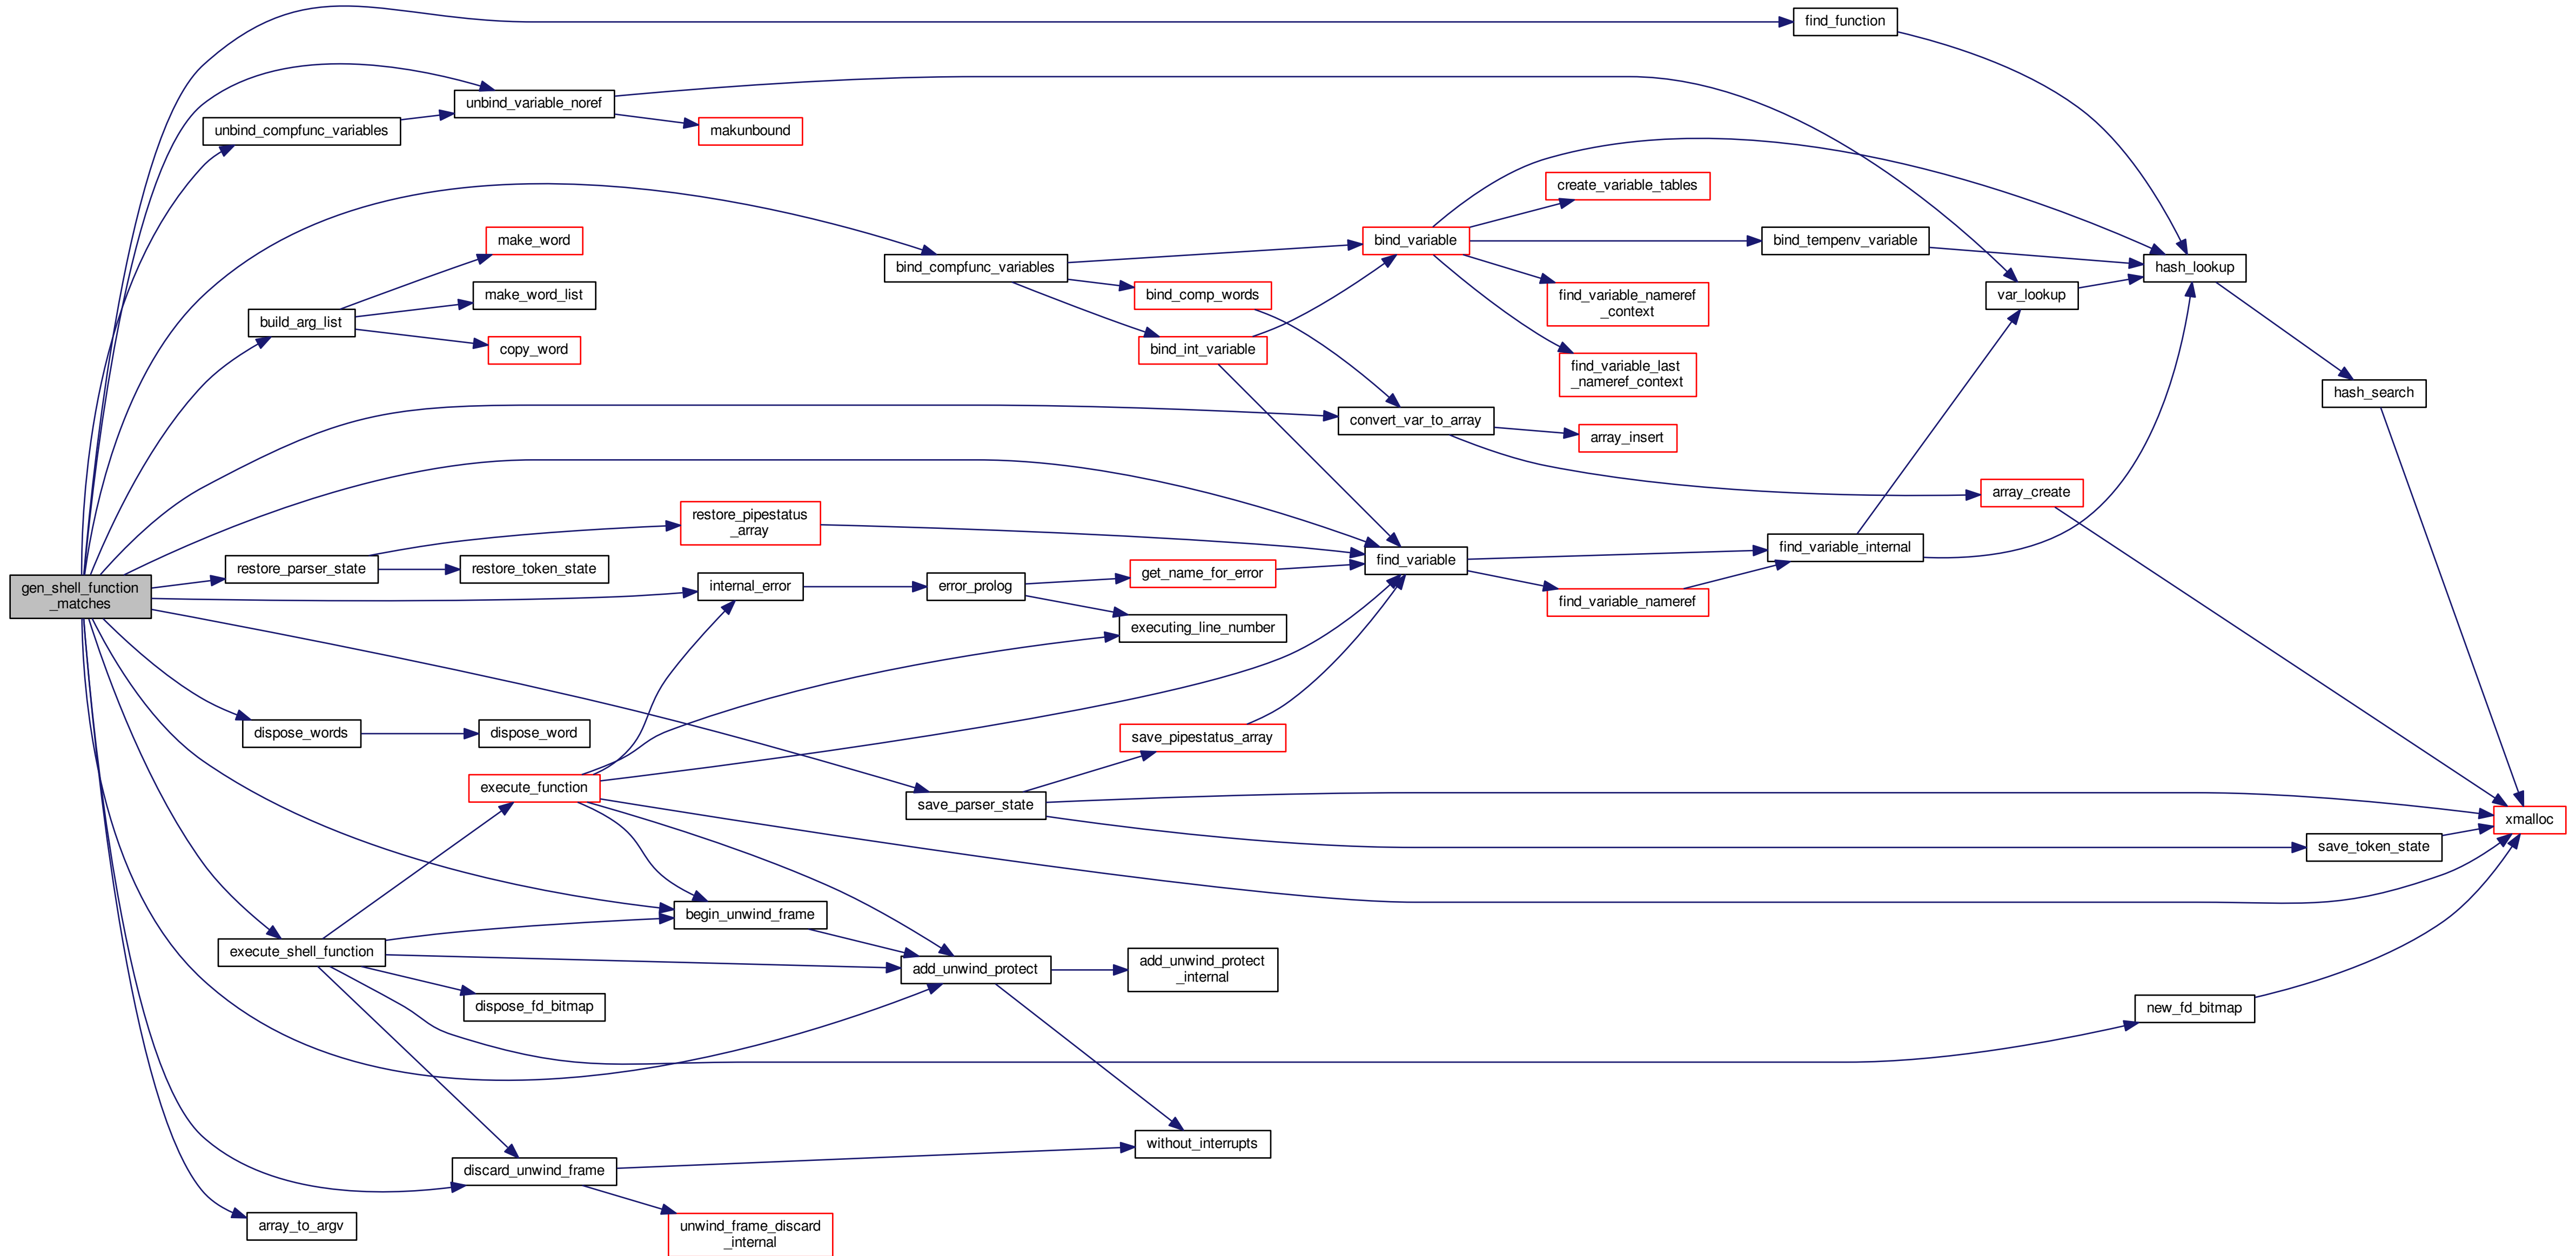 find_function
unbind_variable_noref
unbind_compfunc_variables
makunbound
create_variable_tables
make_word
bind_variable
bind_tempenv_variable
bind_compfunc_variables
hash_lookup
make_word_list
bind_comp_words
find_variable_nameref
_context
var_lookup
build_arg_list
copy_word
bind_int_variable
find_variable_last
_nameref_context
hash_search
convert_var_to_array
array_insert
array_create
restore_pipestatus
_array
find_variable_internal
restore_parser_state
restore_token_state
find_variable
get_name_for_error
internal_error
error_prolog
gen_shell_function
_matches
find_variable_nameref
executing_line_number
dispose_words
dispose_word
save_pipestatus_array
execute_function
save_parser_state
xmalloc
save_token_state
begin_unwind_frame
execute_shell_function
add_unwind_protect
add_unwind_protect
_internal
dispose_fd_bitmap
new_fd_bitmap
without_interrupts
discard_unwind_frame
array_to_argv
unwind_frame_discard
_internal